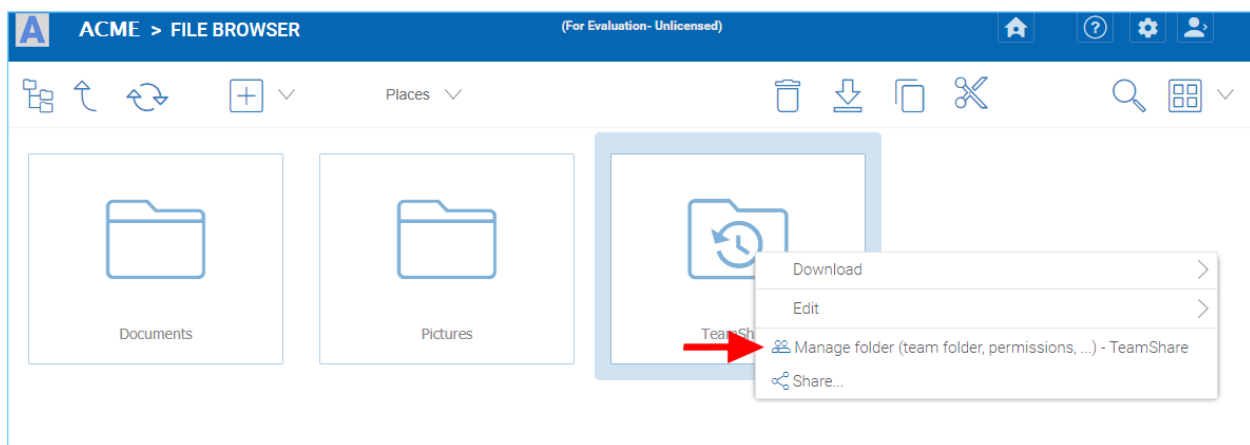 A
ACME > FILE BROWSER
(For Evaluation- Unlicensed)
?
Places
Documents
Pictures
TeamSh
Download
Edit
Manage folder (team folder, permissions, ...) - TeamShare
Share...